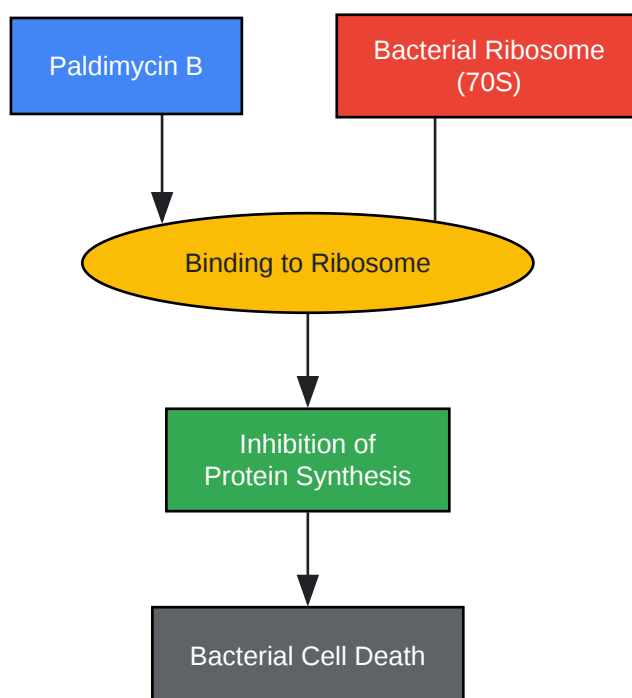 Paldimycin B
Bacterial Ribosome
(70S)
Binding to Ribosome
Inhibition of
Protein Synthesis
Bacterial Cell Death